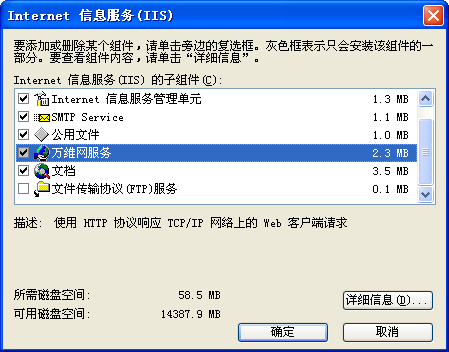 Internet 信息服务(IIS)
要添加或删除某个组件，请单击旁边的复选框。灰色框表示只会安装该组件的一
部分。要查看组件内容，请单击“详细信息”。
Internet 信息服务(IIS) 的子组件(C):
Internet 信息服务管理单元 1.3 MB
SMTP Service 1.1 MB
公用文件 1.0 MB
万维网服务 2.3 MB
文档 3.5 MB
文件传输协议(FTP)服务 0.1 MB
描述: 使用 HTTP 协议响应 TCP/IP 网络上的 Web 客户端请求
所需磁盘空间: 58.5 MB
可用磁盘空间: 14387.9 MB
详细信息(D)...
确定 取消